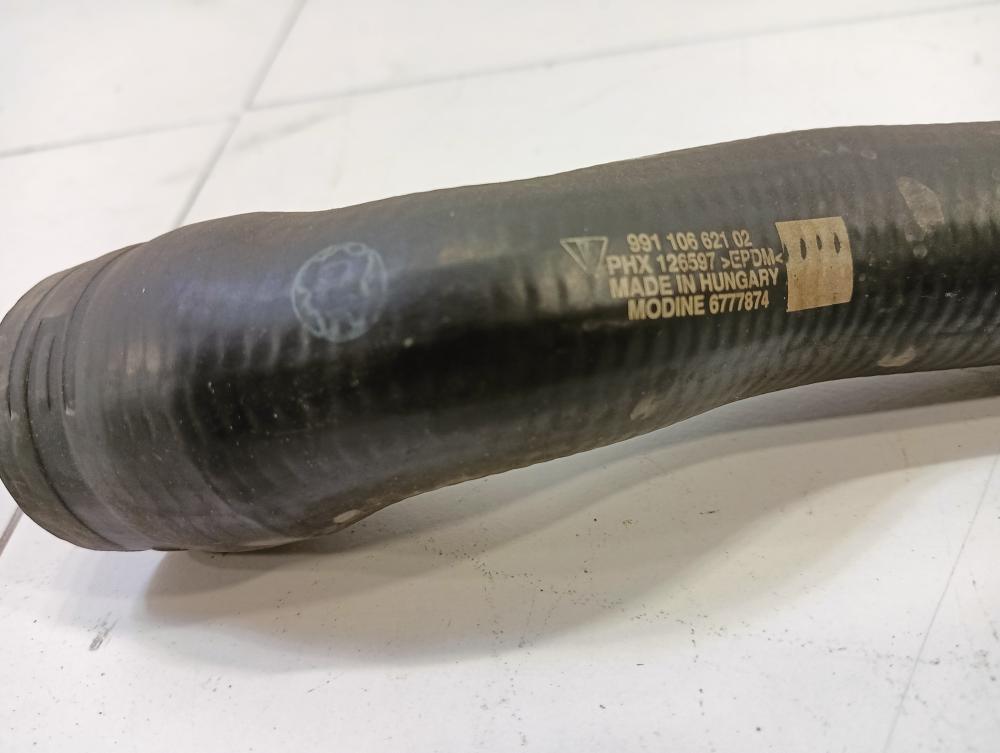 991 106 621 02
PHX 126597 >EPDM<
MADE IN HUNGARY
MODINE 6777874